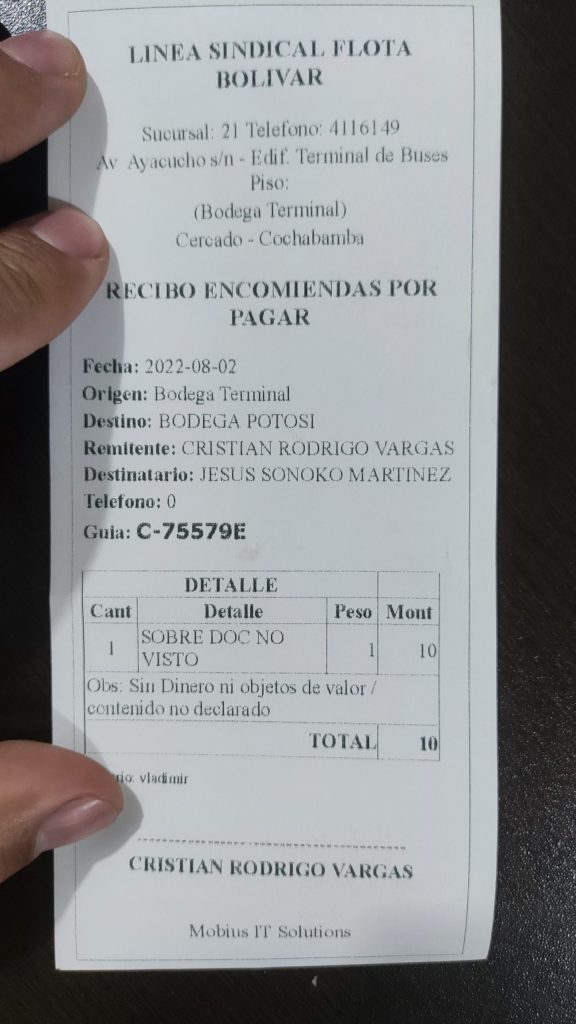 LINEA SINDICAL FLOTA
BOLIVAR
Sucursal: 21 Telefono: 4116149
Av Ayacucho s/n - Edif. Terminal de Buses
Piso:
(Bodega Terminal)
Cercado - Cochabamba
RECIBO ENCOMIENDAS POR
PAGAR
Fecha: 2022-08-02
Origen: Bodega Terminal
Destino: BODEGA POTOSI
Remitente: CRISTIAN RODRIGO VARGAS
Destinatario: JESUS SONOKO MARTINEZ
Telefono: 0
Guia: C-75579E
DETALLE
Cant Detalle Peso Mont
1 SOBRE DOC NO VISTO 1 10
Obs: Sin Dinero ni objetos de valor /
contenido no declarado
TOTAL 10
vladimir
CRISTIAN RODRIGO VARGAS
Mobius IT Solutions